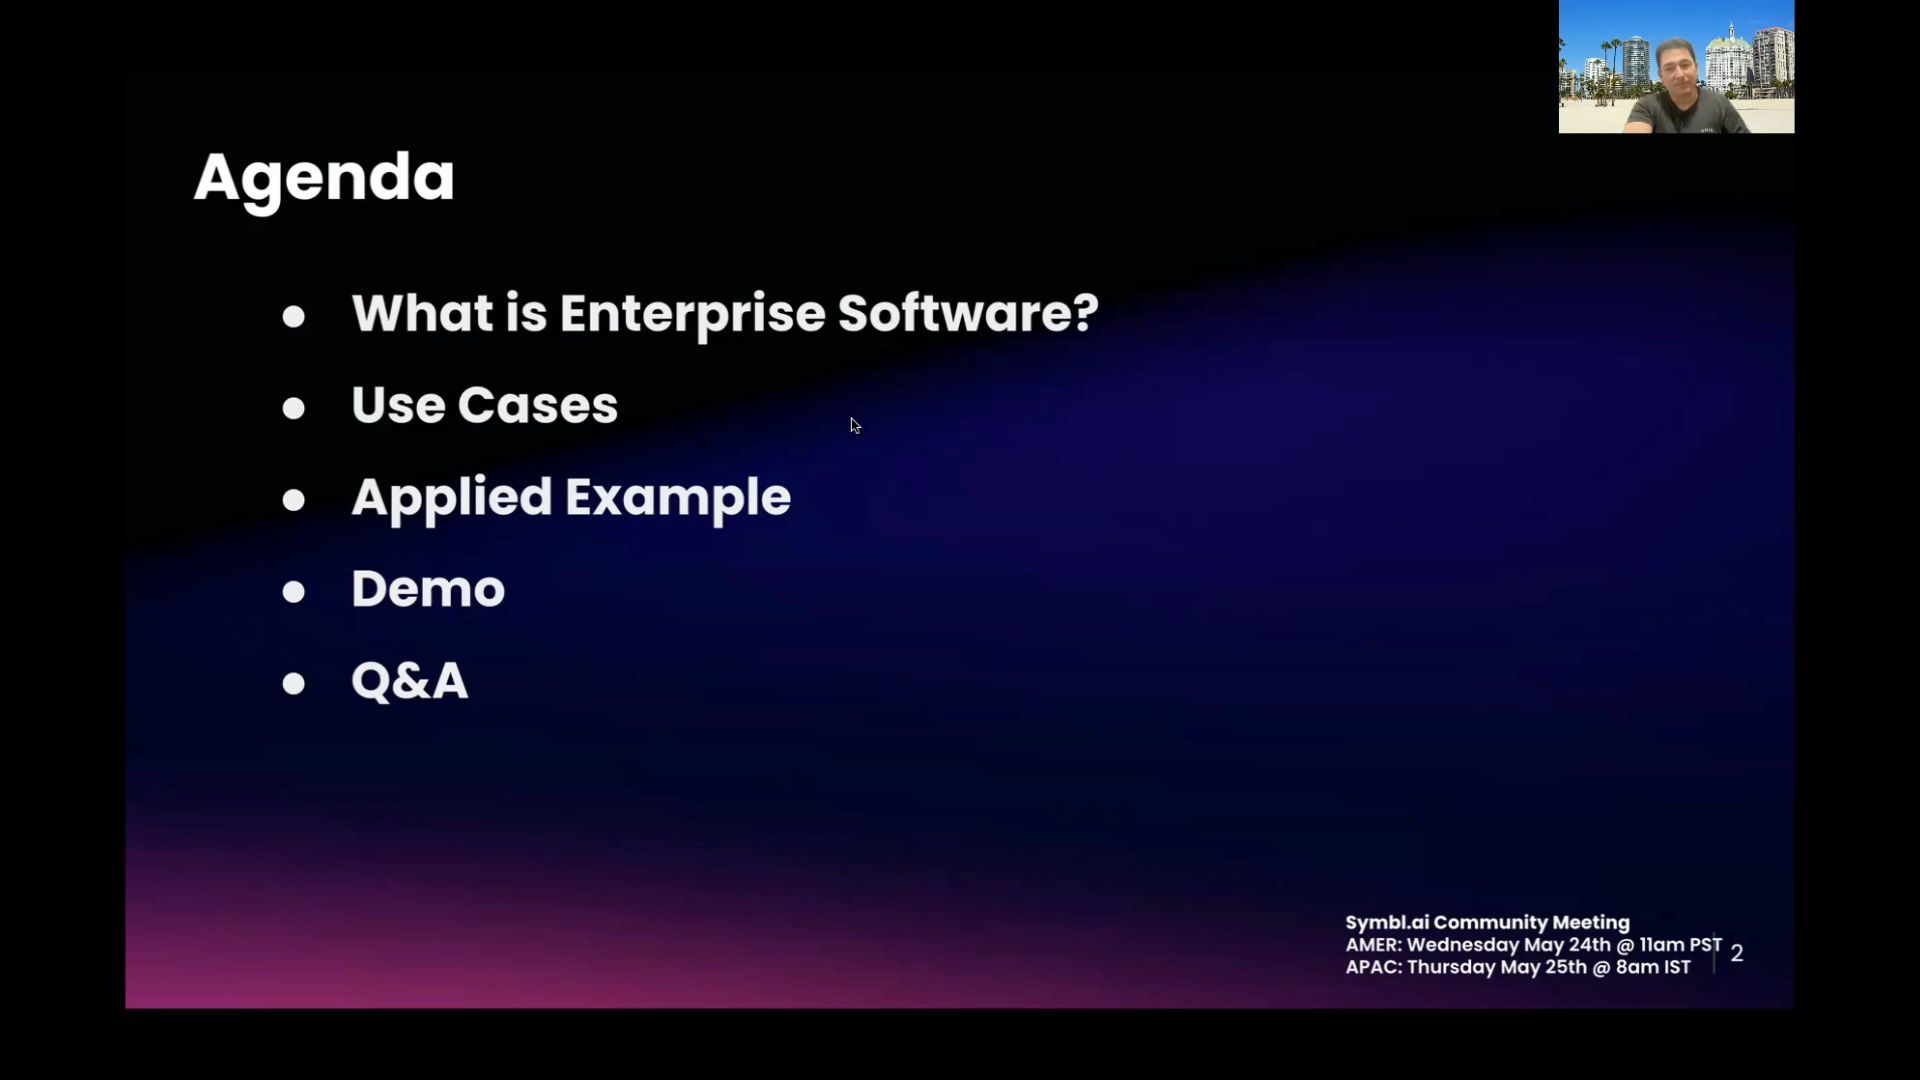 Agenda
● What is Enterprise Software?
● Use Cases
● Applied Example
● Demo
● Q&A
Symbl.ai Community Meeting
AMER: Wednesday May 24th @ 11am PST
APAC: Thursday May 25th @ 8am IST
2